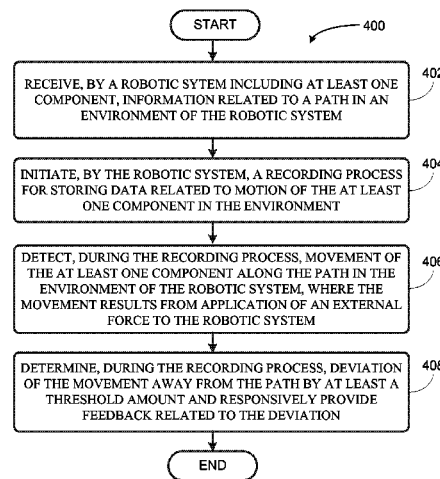 START
400
RECEIVE, BY A ROBOTIC SYTEM INCLUDING AT LEAST
ONE COMPONENT, INFORMATION RELATED TO A PATH IN AN
ENVIRONMENT OF THE ROBOTIC SYSTEM
402
INITIATE, BY THE ROBOTIC SYSTEM, A RECORDING PROCESS
FOR STORING DATA RELATED TO MOTION OF THE AT LEAST
ONE COMPONENT IN THE ENVIRONMENT
404
DETECT, DURING THE RECORDING PROCESS, MOVEMENT OF
THE AT LEAST ONE COMPONENT ALONG THE PATH IN THE
ENVIRONMENT OF THE ROBOTIC SYSTEM, WHERE THE
MOVEMENT RESULTS FROM APPLICATION OF AN EXTERNAL
FORCE TO THE ROBOTIC SYSTEM
406
DETERMINE, DURING THE RECORDING PROCESS, DEVIATION
OF THE MOVEMENT AWAY FROM THE PATH BY AT LEAST A
THRESHOLD AMOUNT AND RESPONSIVELY PROVIDE
FEEDBACK RELATED TO THE DEVIATION
408
END